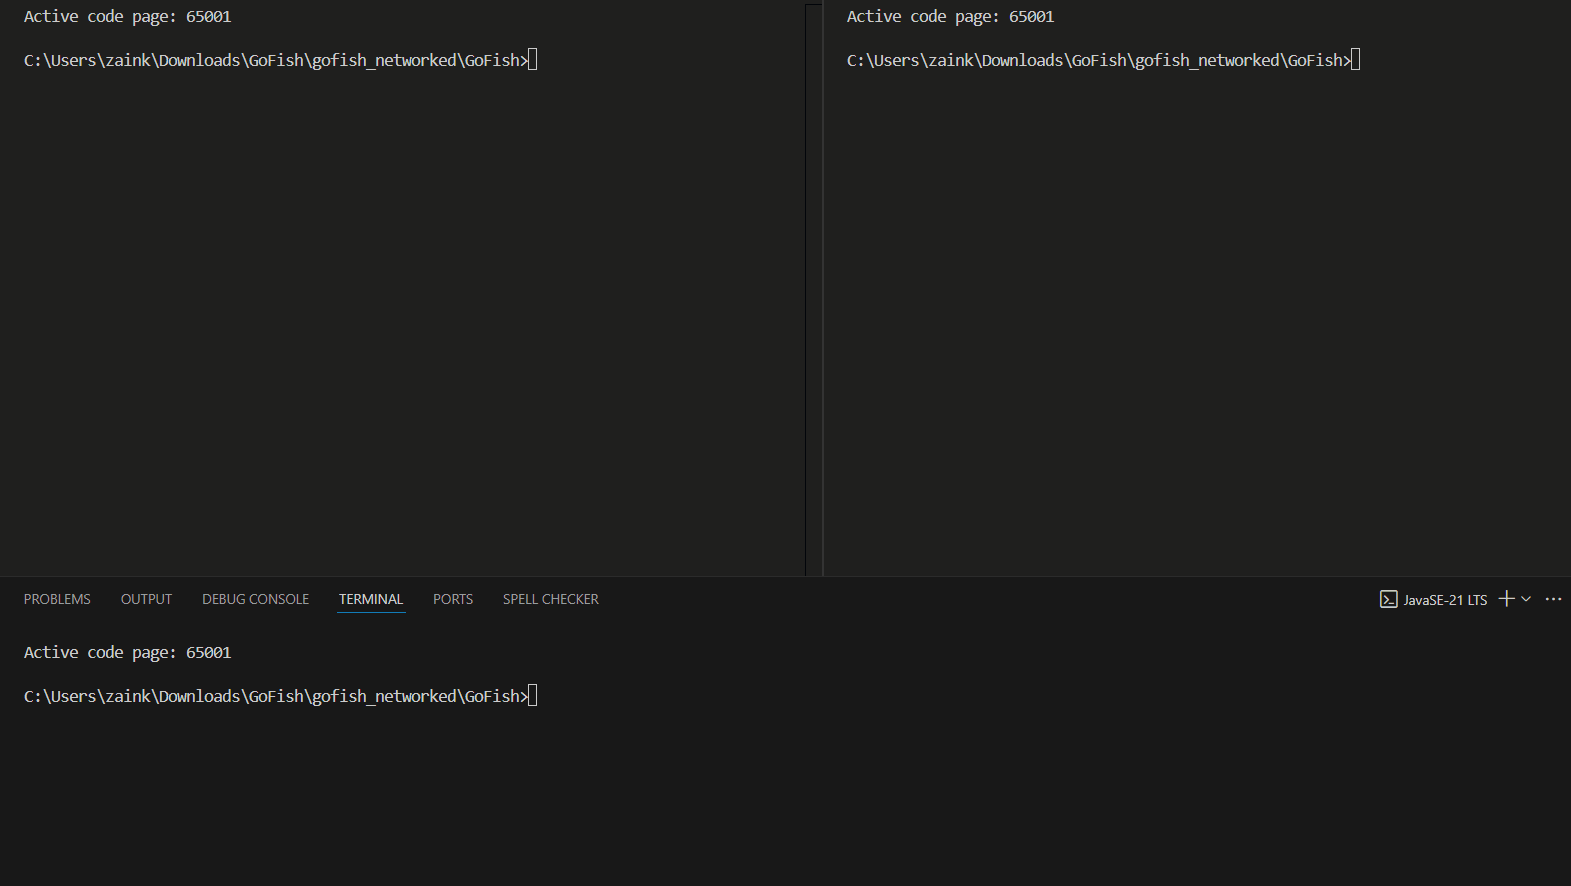 Active code page: 65001
C:\Users\zaink\Downloads\GoFish\gofish_networked\GoFish>
Active code page: 65001
C:\Users\zaink\Downloads\GoFish\gofish_networked\GoFish>
PROBLEMS OUTPUT DEBUG CONSOLE TERMINAL PORTS SPELL CHECKER JavaSE-21 LTS
Active code page: 65001
C:\Users\zaink\Downloads\GoFish\gofish_networked\GoFish>